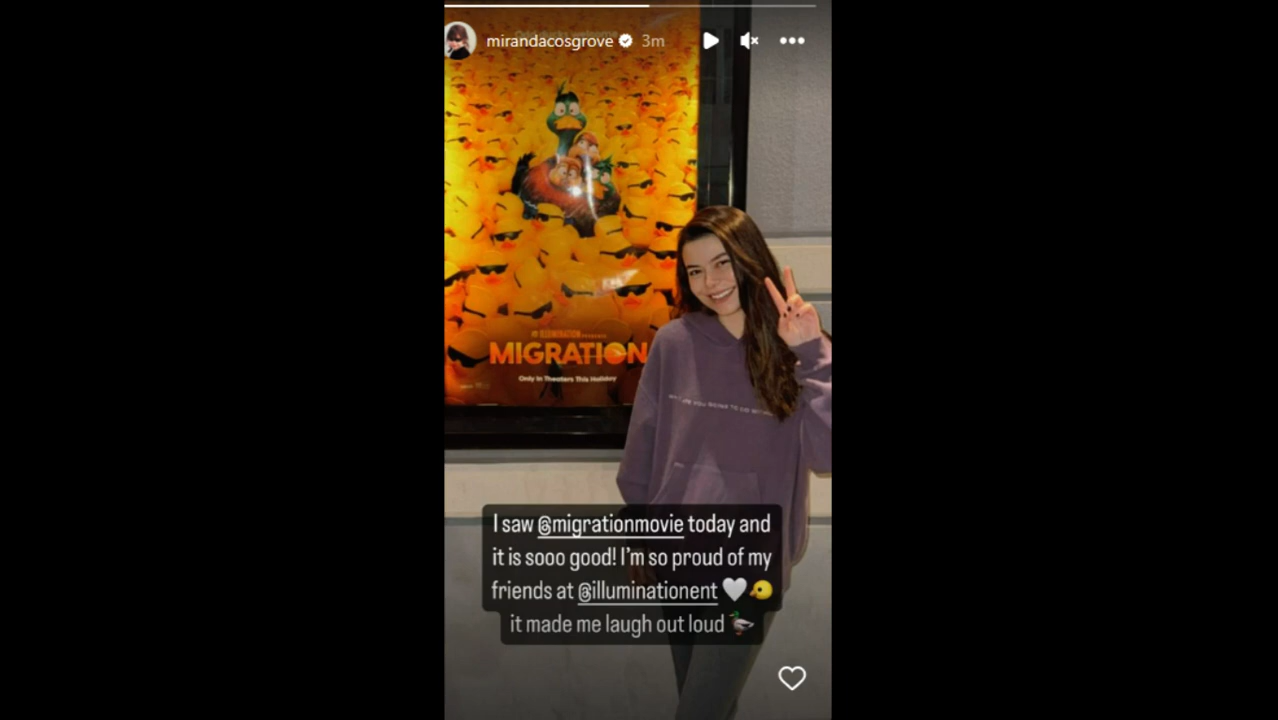 mirandacosgrove 3m
MIGRATION
Only in Theaters This Holiday
I saw @migrationmovie today and
it is sooo good! I'm so proud of my
friends at @illuminationent 🤍🐤
it made me laugh out loud 🦆